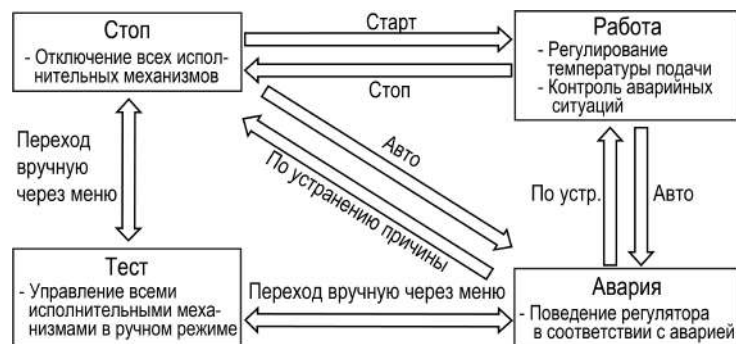 Стоп
- Отключение всех испол-
нительных механизмов
Старт
Стоп
Работа
- Регулирование
температуры подачи
- Контроль аварийных
ситуаций
Переход
вручную
через меню
Авто
По устранению причины
По устр.
Авто
Тест
- Управление всеми
исполнительными меха-
низмами в ручном режиме
Переход вручную через меню
Авария
- Поведение регулятора
в соответствии с аварией